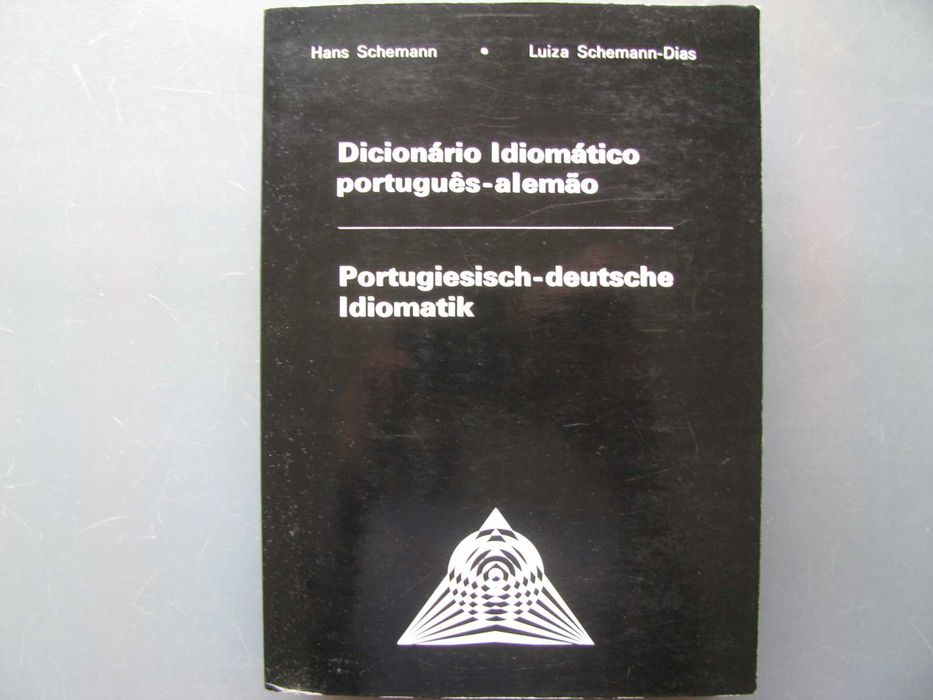 Hans Schemann • Luiza Schemann-Dias
Dicionário Idiomático
português-alemão
Portugiesisch-deutsche
Idiomatik